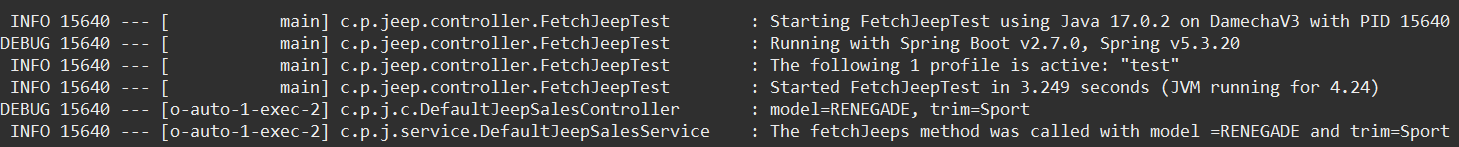 INFO 15640 --- [           main] c.p.jeep.controller.FetchJeepTest        : Starting FetchJeepTest using Java 17.0.2 on DamechaV3 with PID 15640
DEBUG 15640 --- [           main] c.p.jeep.controller.FetchJeepTest        : Running with Spring Boot v2.7.0, Spring v5.3.20
INFO 15640 --- [           main] c.p.jeep.controller.FetchJeepTest        : The following 1 profile is active: "test"
INFO 15640 --- [           main] c.p.jeep.controller.FetchJeepTest        : Started FetchJeepTest in 3.249 seconds (JVM running for 4.24)
DEBUG 15640 --- [o-auto-1-exec-2] c.p.j.c.DefaultJeepSalesController       : model=RENEGADE, trim=Sport
INFO 15640 --- [o-auto-1-exec-2] c.p.j.service.DefaultJeepSalesService    : The fetchJeeps method was called with model =RENEGADE and trim=Sport